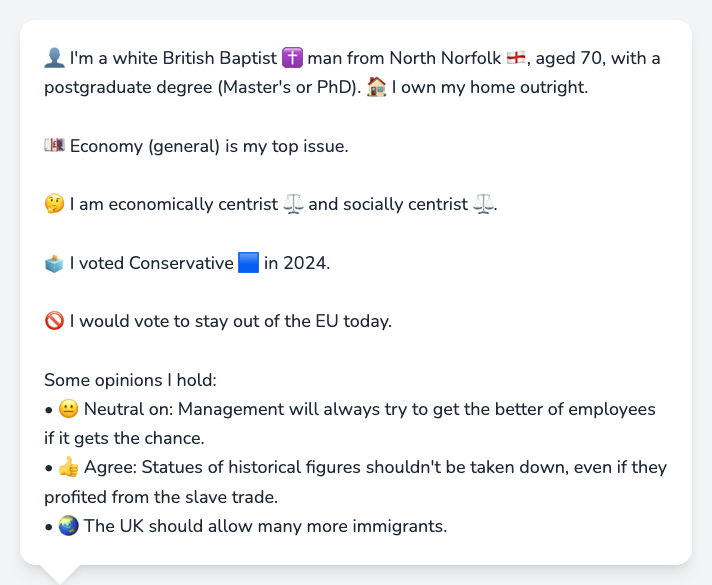 👤 I'm a white British Baptist ✝️ man from North Norfolk 🏴󠁧󠁢󠁥󠁮󠁧󠁿, aged 70, with a
postgraduate degree (Master's or PhD). 🏠 I own my home outright.
💷 Economy (general) is my top issue.
🤔 I am economically centrist ⚖️ and socially centrist ⚖️.
🗳️ I voted Conservative 🟦 in 2024.
🚫 I would vote to stay out of the EU today.
Some opinions I hold:
• 😐 Neutral on: Management will always try to get the better of employees
if it gets the chance.
• 👍 Agree: Statues of historical figures shouldn't be taken down, even if they
profited from the slave trade.
• 🌏 The UK should allow many more immigrants.